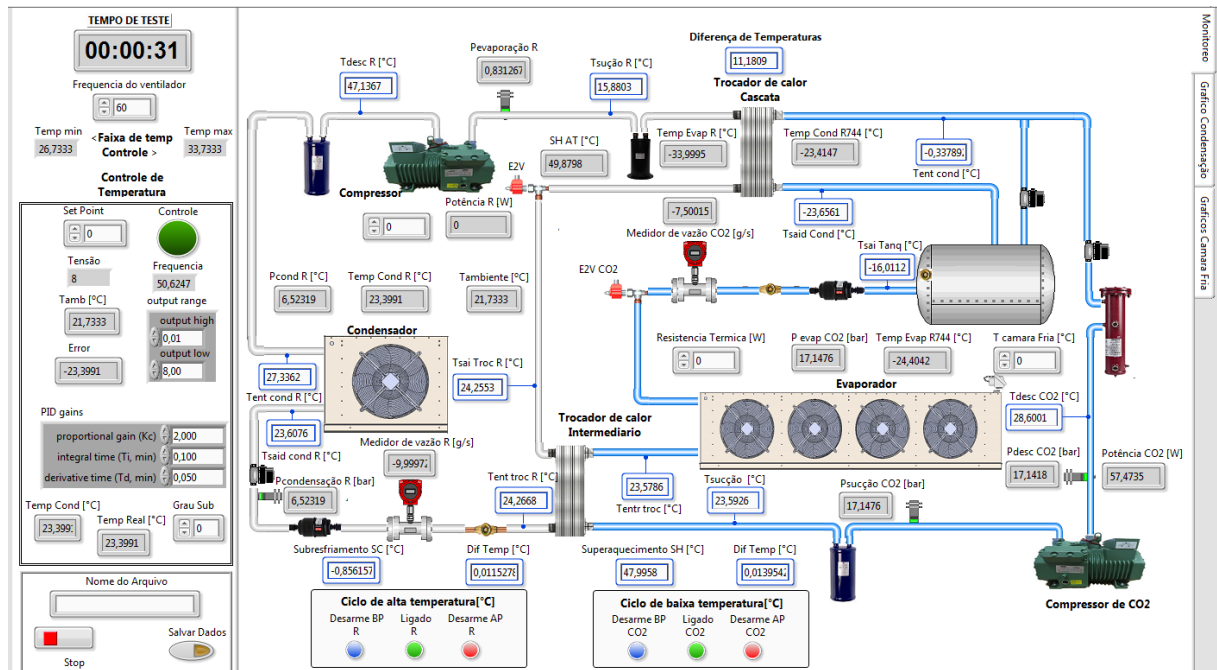 TEMPO DE TESTE
00:00:31
Frequencia do ventilador
60
Temp min
<Faixa de temp
Controle >
Temp max
26,7333
33,7333
Controle de
Temperatura
Set Point
0
Controle
Tensão
8
Frequencia
50,6247
Tamb [ºC]
21,7333
output range
output high
0,01
output low
8,00
Error
-23,3991
PID gains
proportional gain (Kc)
2,000
integral time (Ti, min)
0,100
derivative time (Td, min)
0,050
Temp Cond [°C]
23,399
Temp Real [°C]
23,3991
Grau Sub
0
Nome do Arquivo
Stop
Salvar Dados
Tdesc R [°C]
47,1367
Pevaporação R
0,831267
Tsução R [°C]
15,8803
Diferença de Temperaturas
11,1809
Trocador de calor
Cascata
SH AT [°C]
49,8798
Temp Evap R [°C]
-33,9995
Temp Cond R744 [°C]
-23,4147
-0,33789
Tent cond [°C]
E2V
Compressor
0
Potência R [W]
0
-7,50015
Medidor de vazão CO2 [g/s]
-23,6561
Tsaid Cond [°C]
Tsai Tanq [°C]
-16,0112
E2V CO2
Pcond R [°C]
6,52319
Temp Cond R [°C]
23,3991
Tambiente [ºC]
21,7333
Condensador
27,3362
Tent cond R [°C]
23,6076
Tsaid cond R [°C]
Tsai Troc R [°C]
24,2553
Resistencia Termica [W]
0
P evap CO2 [bar]
17,1476
Temp Evap R744 [°C]
-24,4042
T camara Fria [°C]
0
Evaporador
Tdesc CO2 [°C]
28,6001
Trocador de calor
Intermediario
Medidor de vazão R [g/s]
-9,99972
Pcondensação R [bar]
6,52319
Tent troc R [°C]
24,2668
23,5786
Tentr troc [°C]
Tsucção [°C]
23,5926
Psucção CO2 [bar]
17,1476
Pdesc CO2 [bar]
17,1418
Potência CO2 [W]
57,4735
Subresfriamento SC [°C]
-0,856157
Dif Temp [°C]
0,0115278
Superaquecimento SH [°C]
47,9958
Dif Temp [°C]
0,013954
Compressor de CO2
Ciclo de alta temperatura[°C]
Desarme BP
R
Ligado
R
Desarme AP
R
Ciclo de baixa temperatura[°C]
Desarme BP
CO2
Ligado
CO2
Desarme AP
CO2
Monitoreo
Grafico Condensação
Graficos Camara Fria